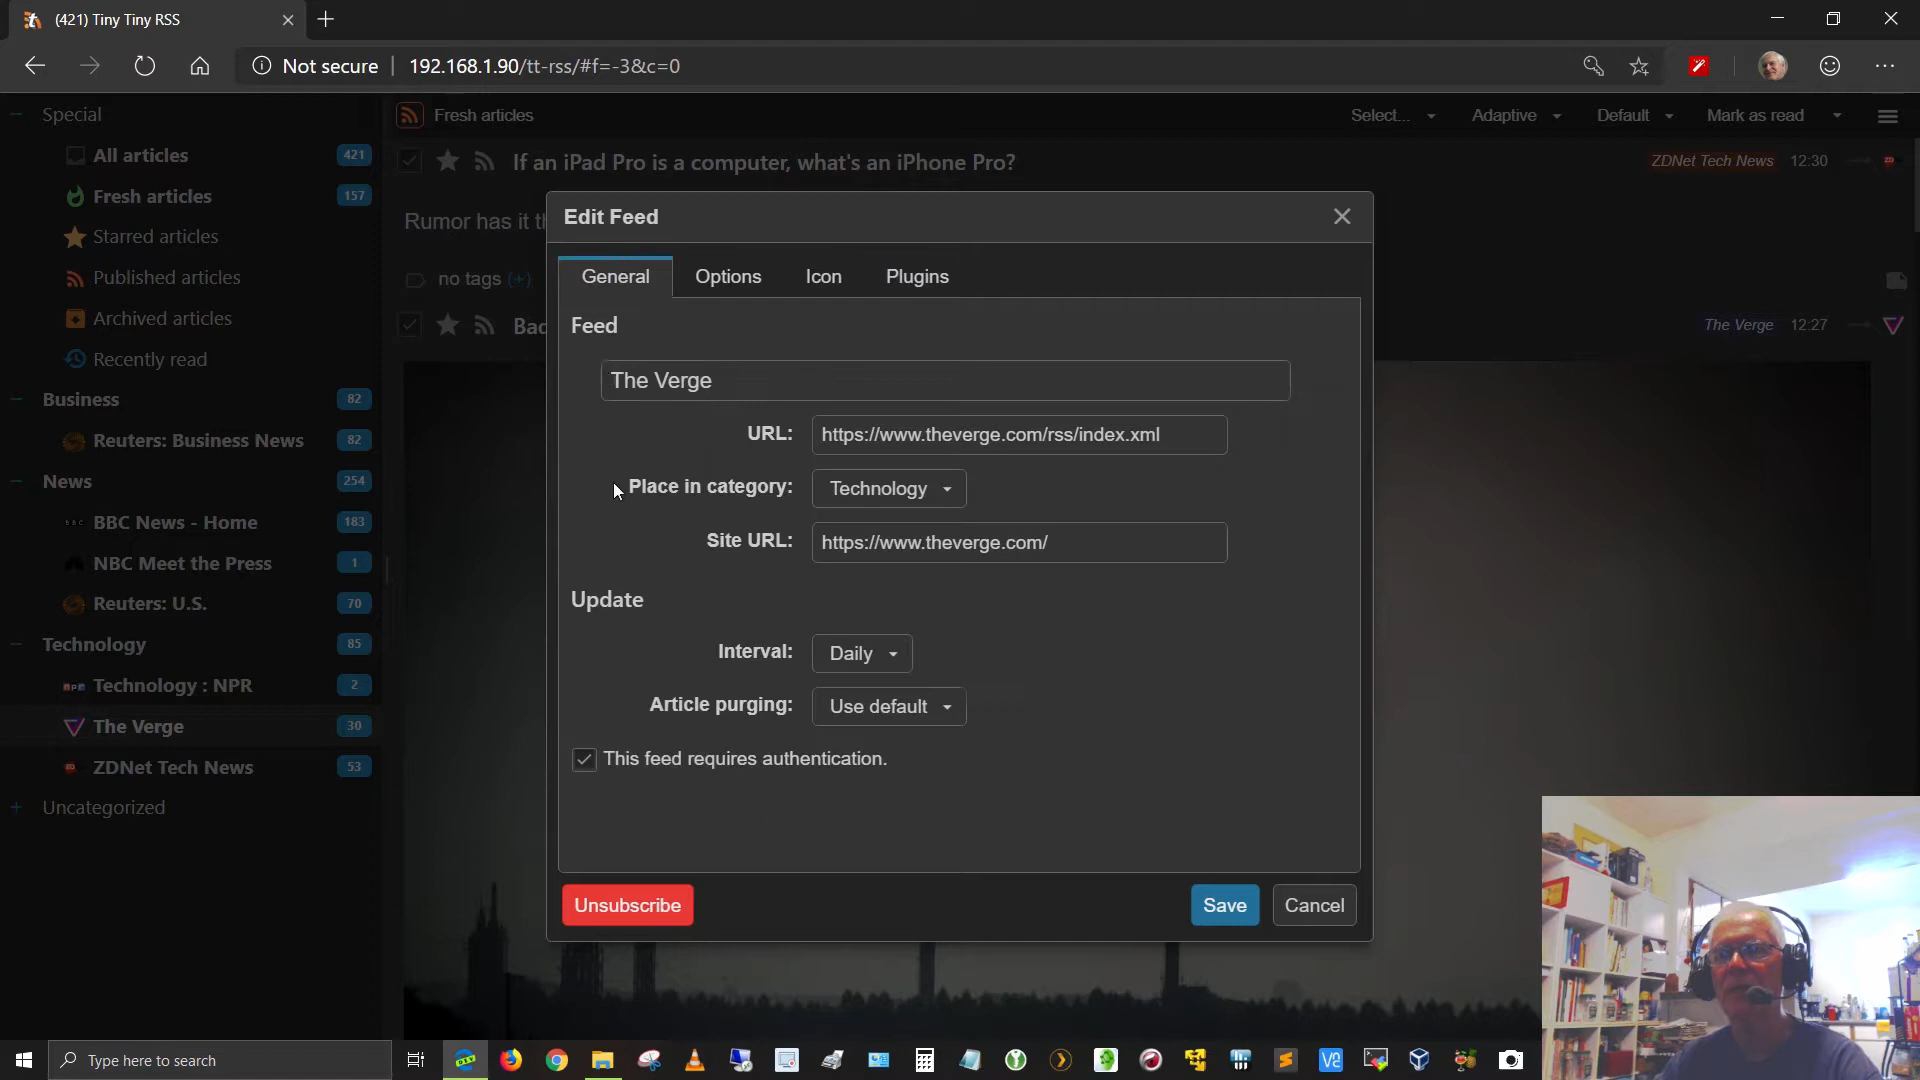 (421) Tiny Tiny RSS
Not secure
192.168.1.90/tt-rss/#f=-3&c=0
Special
All articles 421
Fresh articles 157
Starred articles
Published articles
Archived articles
Recently read
Business 82
Reuters: Business News 82
News 254
BBC News - Home 183
NBC Meet the Press 1
Reuters: U.S. 70
Technology 85
Technology : NPR 2
The Verge 30
ZDNet Tech News 53
Uncategorized
Fresh articles
Select...
Adaptive
Default
Mark as read
If an iPad Pro is a computer, what's an iPhone Pro?
ZDNet Tech News 12:30
Rumor has it
no tags (+)
The Verge 12:27
Edit Feed
General
Options
Icon
Plugins
Feed
The Verge
URL: https://www.theverge.com/rss/index.xml
Place in category: Technology
Site URL: https://www.theverge.com/
Update
Interval: Daily
Article purging: Use default
This feed requires authentication.
Unsubscribe
Save
Cancel
Type here to search